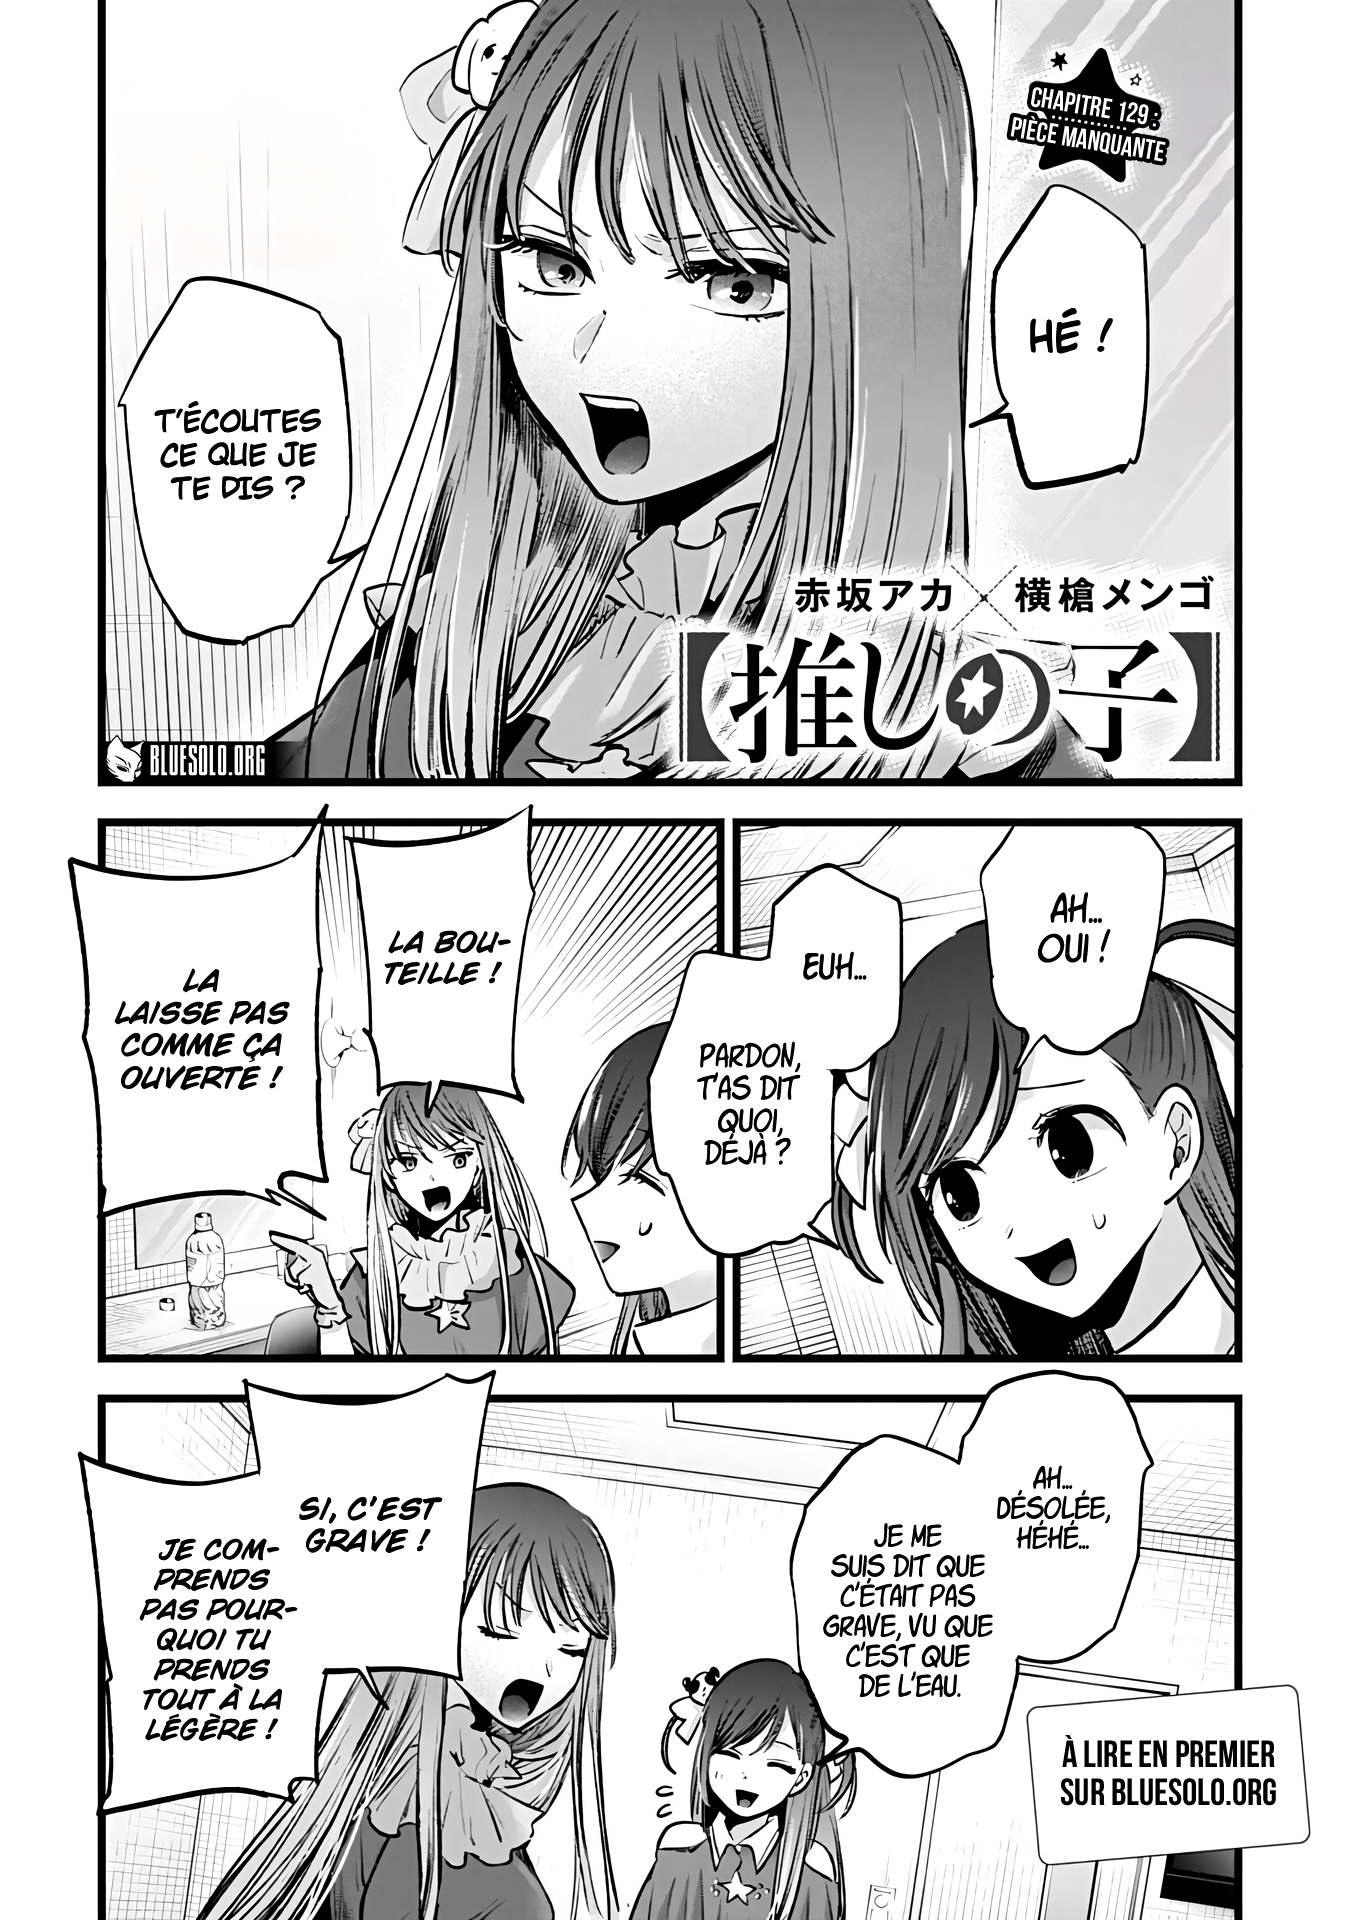 CHAPITRE 129 :
PIÈCE MANQUANTE
HÉ !
T'ÉCOUTES
CE QUE JE
TE DIS ?
赤坂アカ×横槍メンゴ
【推しの子】
BLUESOLO.ORG
AH...
OUI !
EUH...
PARDON,
T'AS DIT
QUOI,
DÉJÀ ?
LA BOU-
TEILLE !
LA
LAISSE PAS
COMME ÇA
OUVERTE !
AH...
DÉSOLÉE,
HÉHÉ...
JE ME
SUIS DIT QUE
C'ÉTAIT PAS
GRAVE, VU QUE
C'EST QUE
DE L'EAU.
SI, C'EST
GRAVE !
JE COM-
PRENDS
PAS POUR-
QUOI TU
PRENDS
TOUT À LA
LÉGÈRE !
À LIRE EN PREMIER
SUR BLUESOLO.ORG